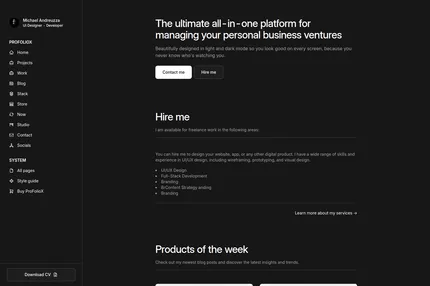 Michael Andreuzza
UI Designer - Developer
PROFOLIOX
Home
Projects
Work
Blog
Stack
Store
Now
Studio
Contact
Socials
SYSTEM
All pages
Style guide
Buy ProFolioX
Download CV
The ultimate all-in-one platform for
managing your personal business ventures
Beautifully designed in light and dark mode so you look good on every screen, because you
never know who's watching you.
Contact me
Hire me
Hire me
I am available for freelance work in the following areas:
You can hire me in design your website, app, or any other digital product. I have a wide range of skills and
experience in UI/UX design, including wireframing, prototyping, and visual design.
UI/UX Design
Full-Stack Development
Branding
Content Strategy
Branding
Learn more about my services →
Products of the week
Check out my newest blog posts and discover the latest insights and trends.